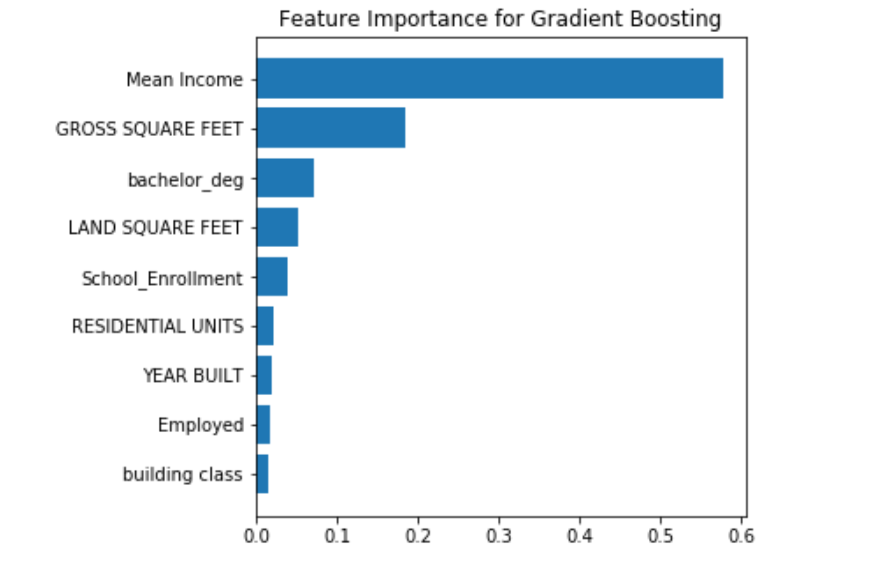 Feature Importance for Gradient Boosting
Mean Income
GROSS SQUARE FEET
bachelor_deg
LAND SQUARE FEET
School_Enrollment
RESIDENTIAL UNITS
YEAR BUILT
Employed
building class
0.0 0.1 0.2 0.3 0.4 0.5 0.6